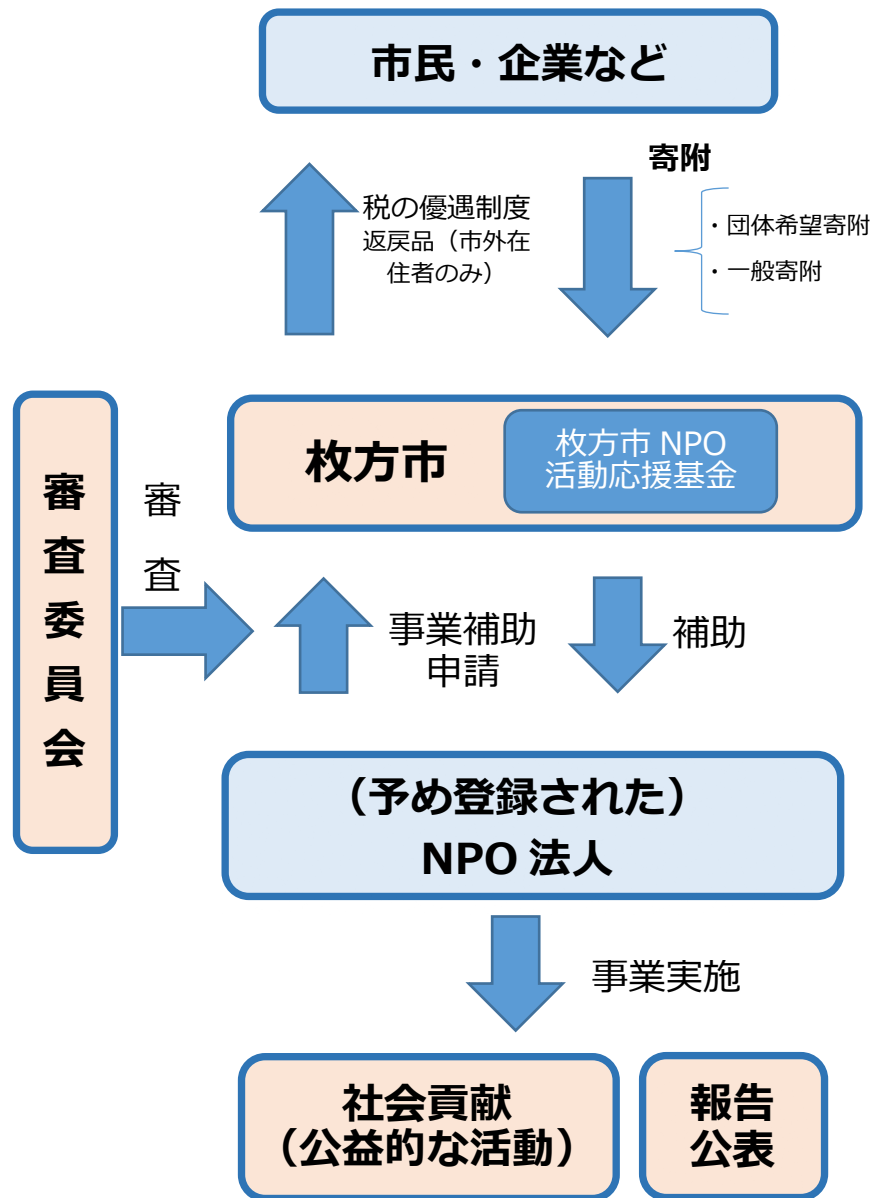 市民・企業など
寄附
税の優遇制度
返戻品（市外在
住者のみ）
・団体希望寄附
・一般寄附
枚方市
枚方市 NPO
活動応援基金
審査委員会
審査
事業補助
申請
補助
（予め登録された）
NPO 法人
事業実施
社会貢献
（公益的な活動）
報告
公表